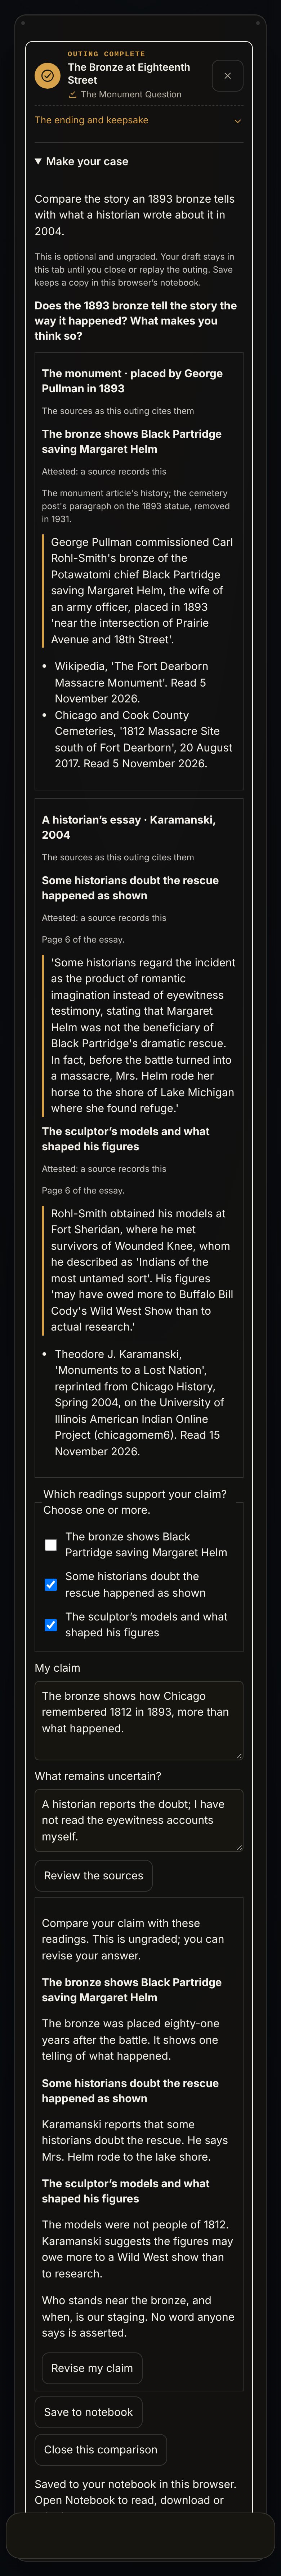 OUTING COMPLETE
The Bronze at Eighteenth
Street
The Monument Question
The ending and keepsake
Make your case
Compare the story an 1893 bronze tells
with what a historian wrote about it in
2004.
This is optional and ungraded. Your draft stays in
this tab until you close or replay the outing. Save
keeps a copy in this browser's notebook.
Does the 1893 bronze tell the story the
way it happened? What makes you
think so?
The monument · placed by George
Pullman in 1893
The sources as this outing cites them
The bronze shows Black Partridge
saving Margaret Helm
Attested: a source records this
The monument article's history; the cemetery
post's paragraph on the 1893 statue, removed
in 1931.
George Pullman commissioned Carl
Rohl-Smith's bronze of the
Potawatomi chief Black Partridge
saving Margaret Helm, the wife of
an army officer, placed in 1893
'near the intersection of Prairie
Avenue and 18th Street'.
• Wikipedia, 'The Fort Dearborn
Massacre Monument'. Read 5
November 2026.
• Chicago and Cook County
Cemeteries, '1812 Massacre Site
south of Fort Dearborn', 20 August
2017. Read 5 November 2026.
A historian's essay · Karamanski,
2004
The sources as this outing cites them
Some historians doubt the rescue
happened as shown
Attested: a source records this
Page 6 of the essay.
'Some historians regard the incident
as the product of romantic
imagination instead of eyewitness
testimony, stating that Margaret
Helm was not the beneficiary of
Black Partridge's dramatic rescue.
In fact, before the battle turned into
a massacre, Mrs. Helm rode her
horse to the shore of Lake Michigan
where she found refuge.'
The sculptor's models and what
shaped his figures
Attested: a source records this
Page 6 of the essay.
Rohl-Smith obtained his models at
Fort Sheridan, where he met
survivors of Wounded Knee, whom
he described as 'Indians of the
most untamed sort'. His figures
'may have owed more to Buffalo Bill
Cody's Wild West Show than to
actual research.'
• Theodore J. Karamanski,
'Monuments to a Lost Nation',
reprinted from Chicago History,
Spring 2004, on the University of
Illinois American Indian Online
Project (chicagomem6). Read 15
November 2026.
Which readings support your claim?
Choose one or more.
The bronze shows Black
Partridge saving Margaret Helm
Some historians doubt the
rescue happened as shown
The sculptor's models and what
shaped his figures
My claim
The bronze shows how Chicago
remembered 1812 in 1893, more than
what happened.
What remains uncertain?
A historian reports the doubt; I have
not read the eyewitness accounts
myself.
Review the sources
Compare your claim with these
readings. This is ungraded; you can
revise your answer.
The bronze shows Black Partridge
saving Margaret Helm
The bronze was placed eighty-one
years after the battle. It shows one
telling of what happened.
Some historians doubt the rescue
happened as shown
Karamanski reports that some
historians doubt the rescue. He says
Mrs. Helm rode to the lake shore.
The sculptor's models and what
shaped his figures
The models were not people of 1812.
Karamanski suggests the figures may
owe more to a Wild West show than
to research.
Who stands near the bronze, and
when, is our staging. No word anyone
says is asserted.
Revise my claim
Save to notebook
Close this comparison
Saved to your notebook in this browser.
Open Notebook to read, download or